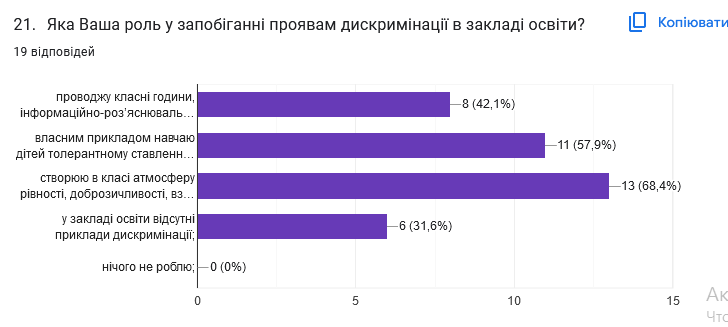 21. Яка Ваша роль у запобіганні проявам дискримінації в закладі освіти?
Копіювати
19 відповідей
проводжу класні години,
інформаційно-роз’яснюваль…
8 (42,1%)
власним прикладом навчаю
дітей толерантному ставленн…
11 (57,9%)
створюю в класі атмосферу
рівності, доброзичливості, вз…
13 (68,4%)
у закладі освіти відсутні
приклади дискримінації;
6 (31,6%)
нічого не роблю;
0 (0%)
0 5 10 15
Ак
Что